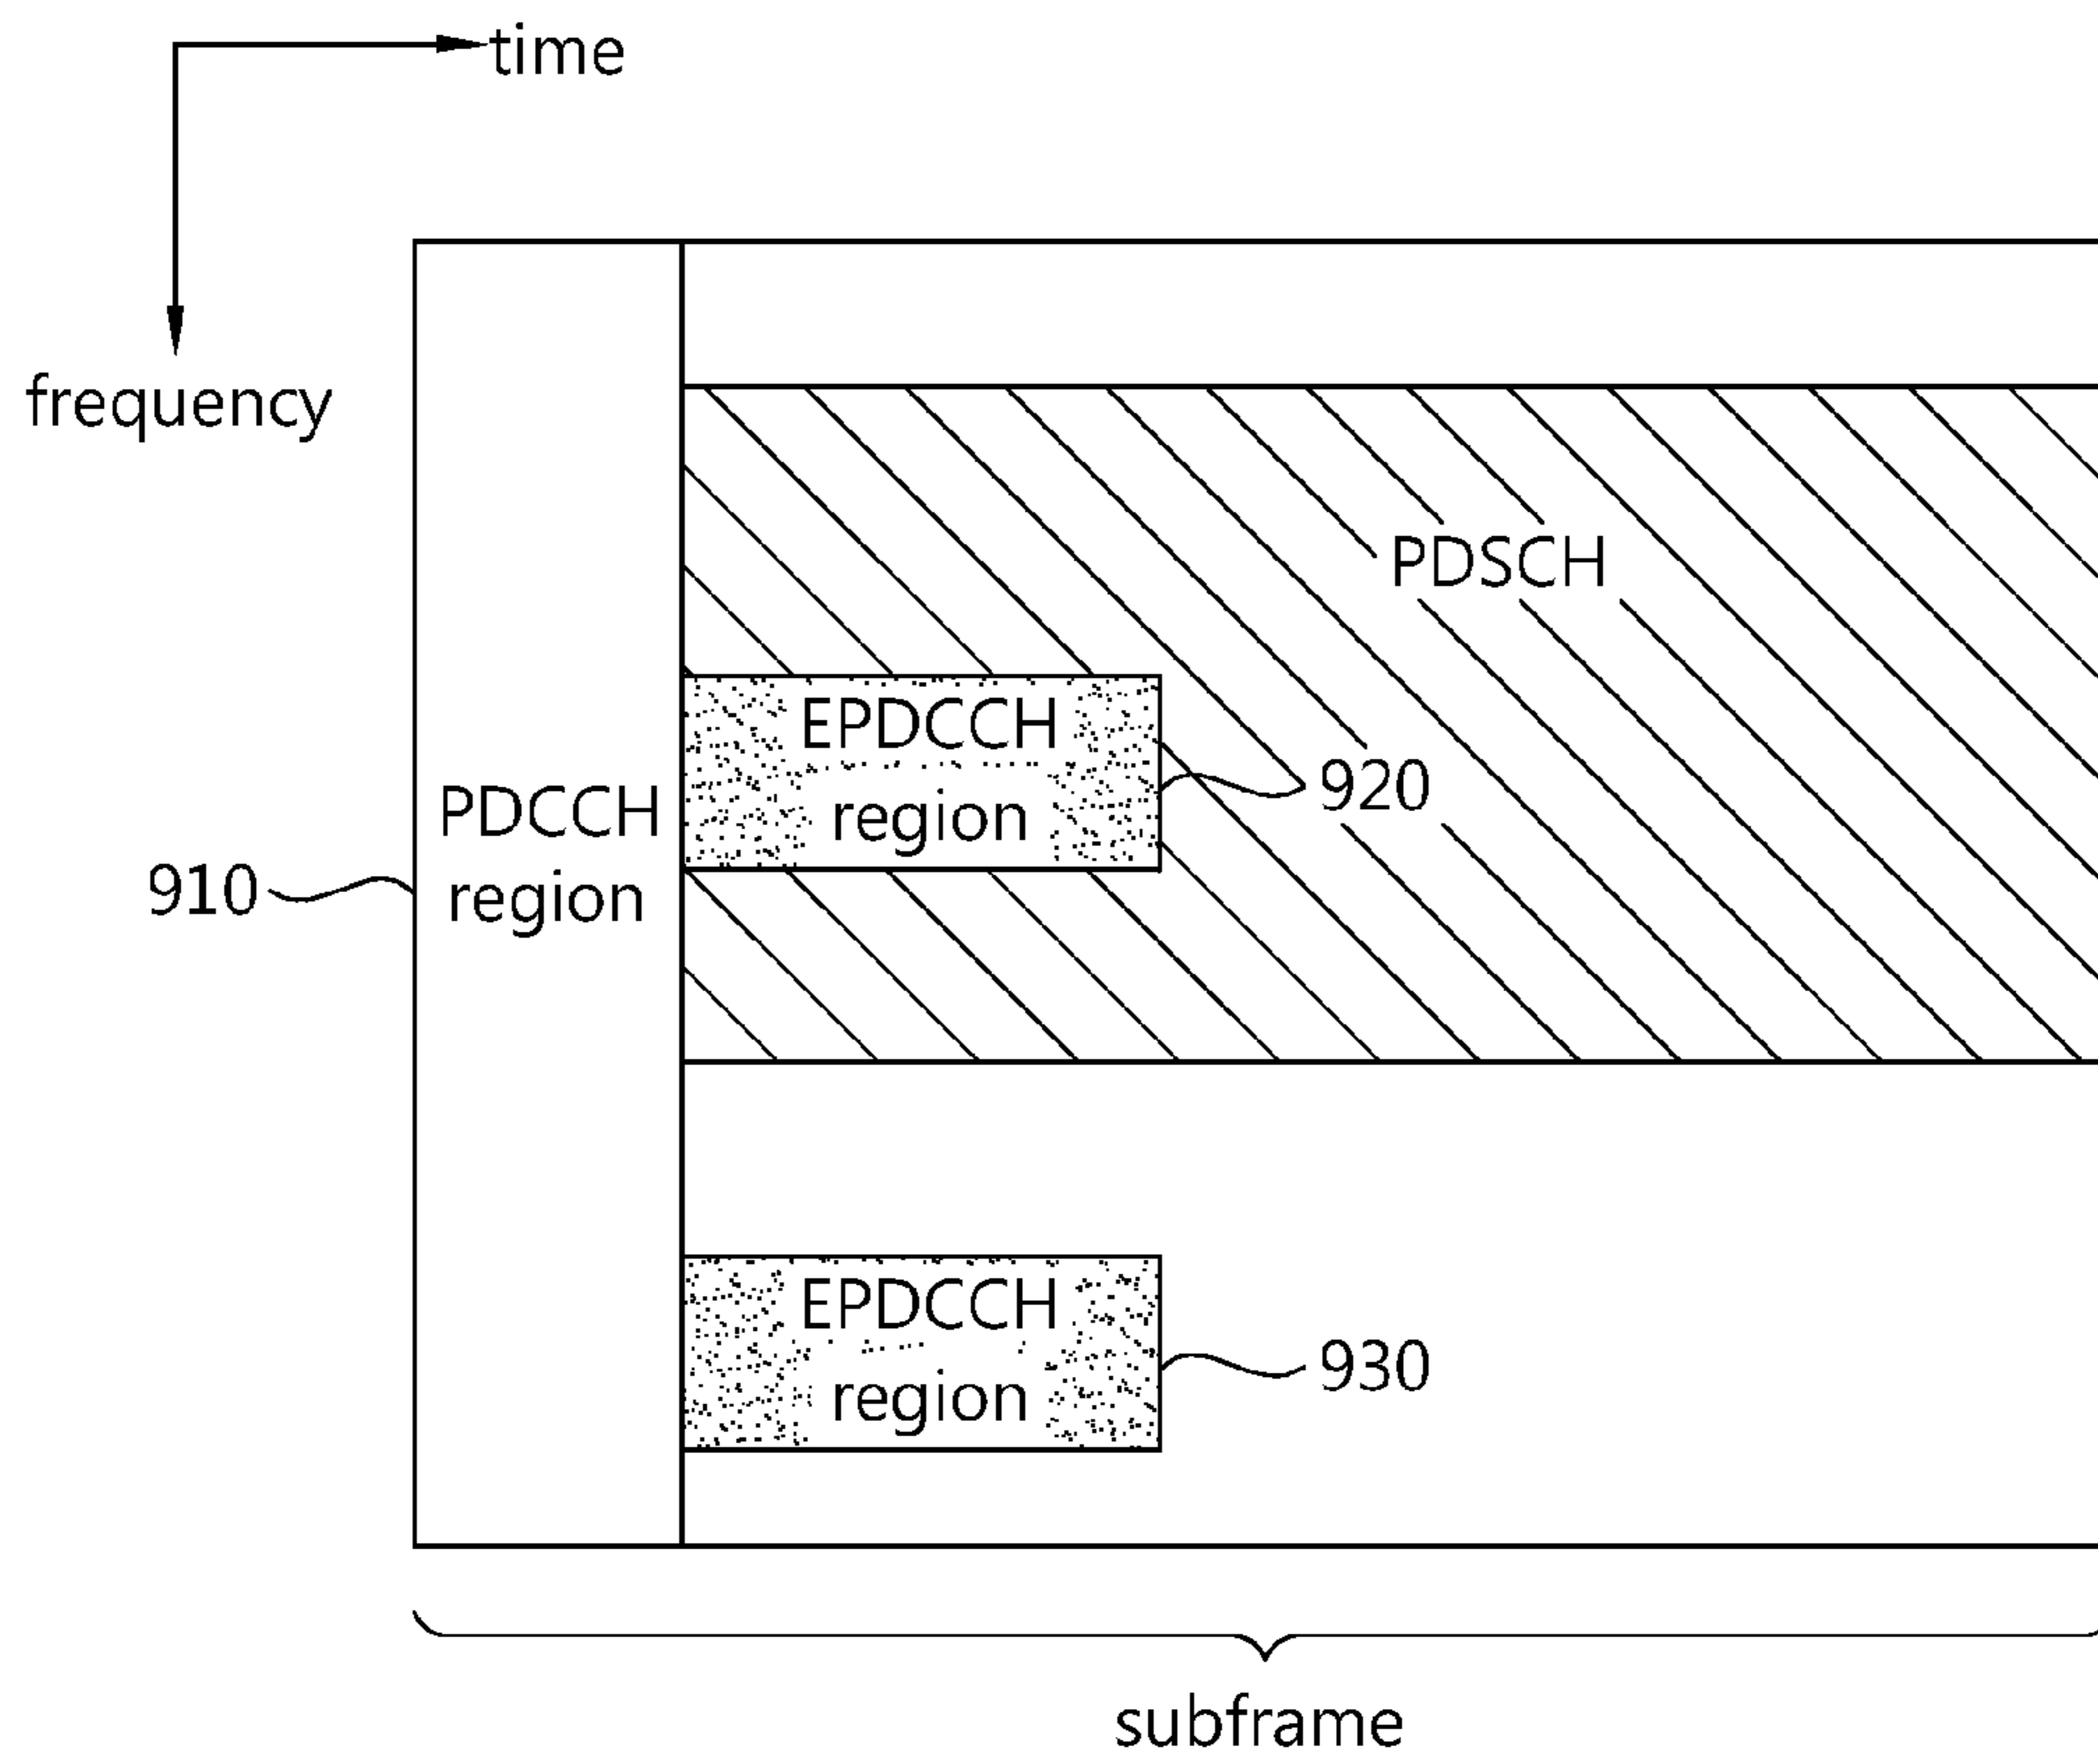 time
frequency
PDSCH
EPDCCH
region
920
PDCCH
region
910
EPDCCH
region
930
subframe